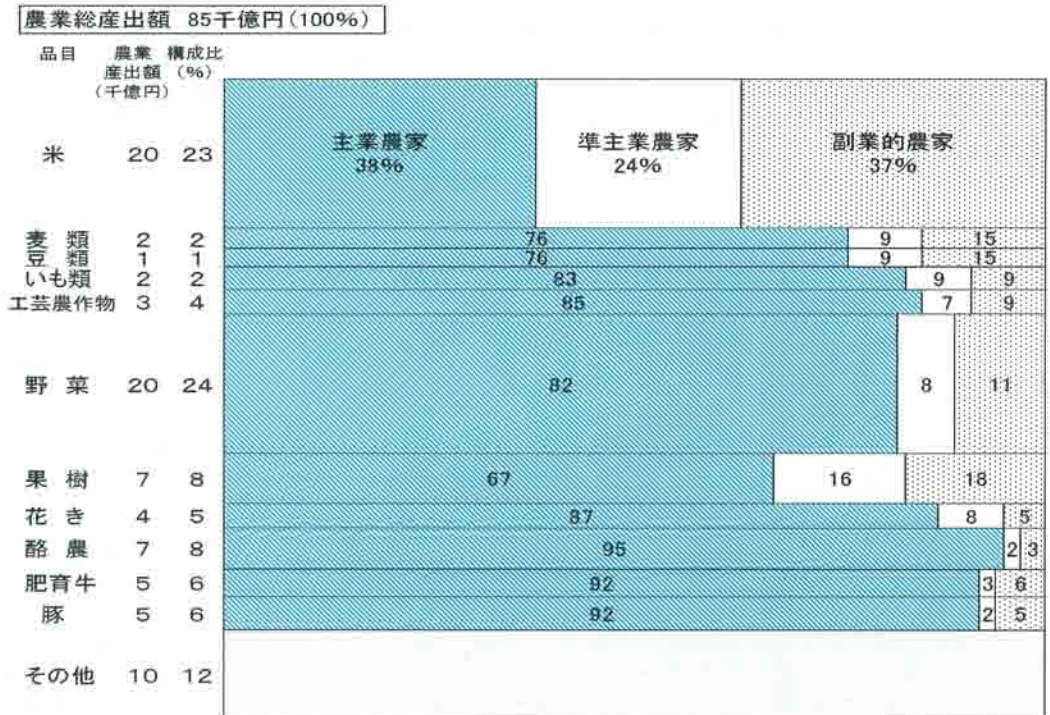 農業総産出額 85千億円(100%)
品目 農業 構成比
産出額 (%)
(千億円)
主業農家 準主業農家 副業的農家
米 20 23 38% 24% 37%
麦類 2 2 76 9 15
豆類 1 1 76 9 15
いも類 2 2 83 9 9
工芸農作物 3 4 85 7 9
野菜 20 24 82 8 11
果樹 7 8 67 16 18
花き 4 5 87 8 5
酪農 7 8 95 2 3
肥育牛 5 6 92 3 6
豚 5 6 92 2 5
その他 10 12